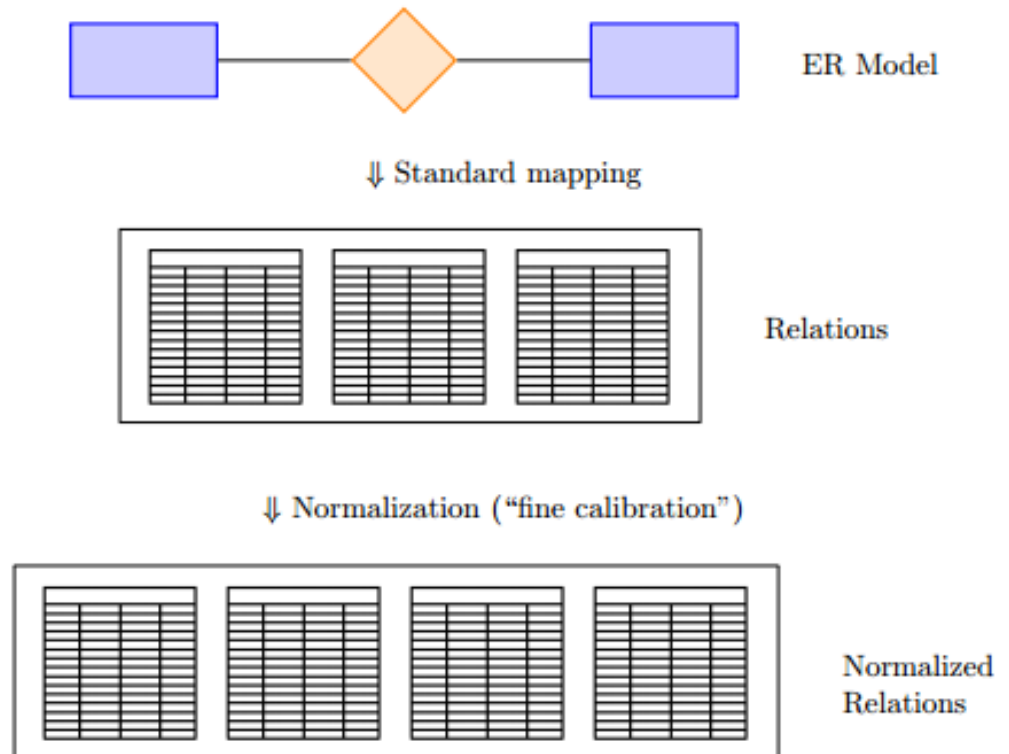 ER Model
⇓ Standard mapping
Relations
⇓ Normalization (“fine calibration”)
Normalized
Relations